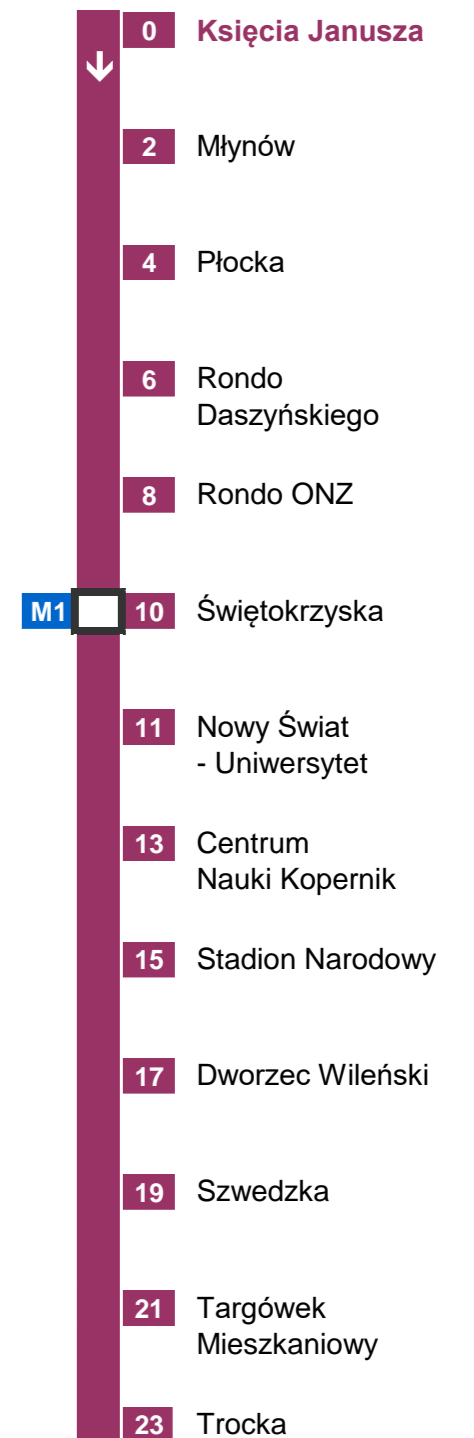 0 Księcia Janusza
2 Młynów
4 Płocka
6 Rondo
Daszyńskiego
8 Rondo ONZ
M1 10 Świętokrzyska
11 Nowy Świat
- Uniwersytet
13 Centrum
Nauki Kopernik
15 Stadion Narodowy
17 Dworzec Wileński
19 Szwedzka
21 Targówek
Mieszkaniowy
23 Trocka